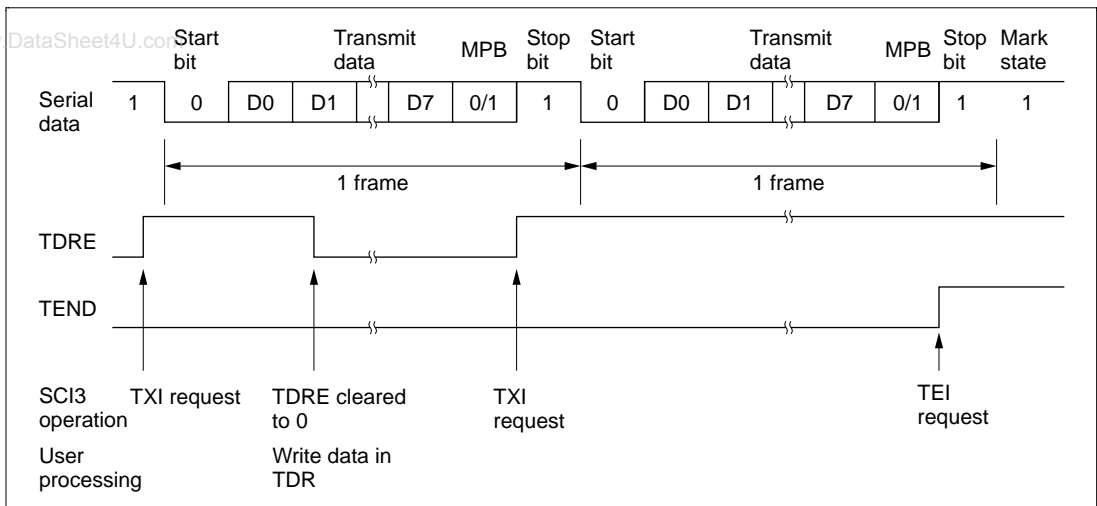 .DataSheet4U.com
Start bit
Transmit data
MPB
Stop bit
Start bit
Transmit data
MPB
Stop bit
Mark state
Serial data
1 0 D0 D1 D7 0/1 1 0 D0 D1 D7 0/1 1 1
1 frame
1 frame
TDRE
TEND
SCI3 operation
TXI request
TDRE cleared to 0
TXI request
TEI request
User processing
Write data in TDR